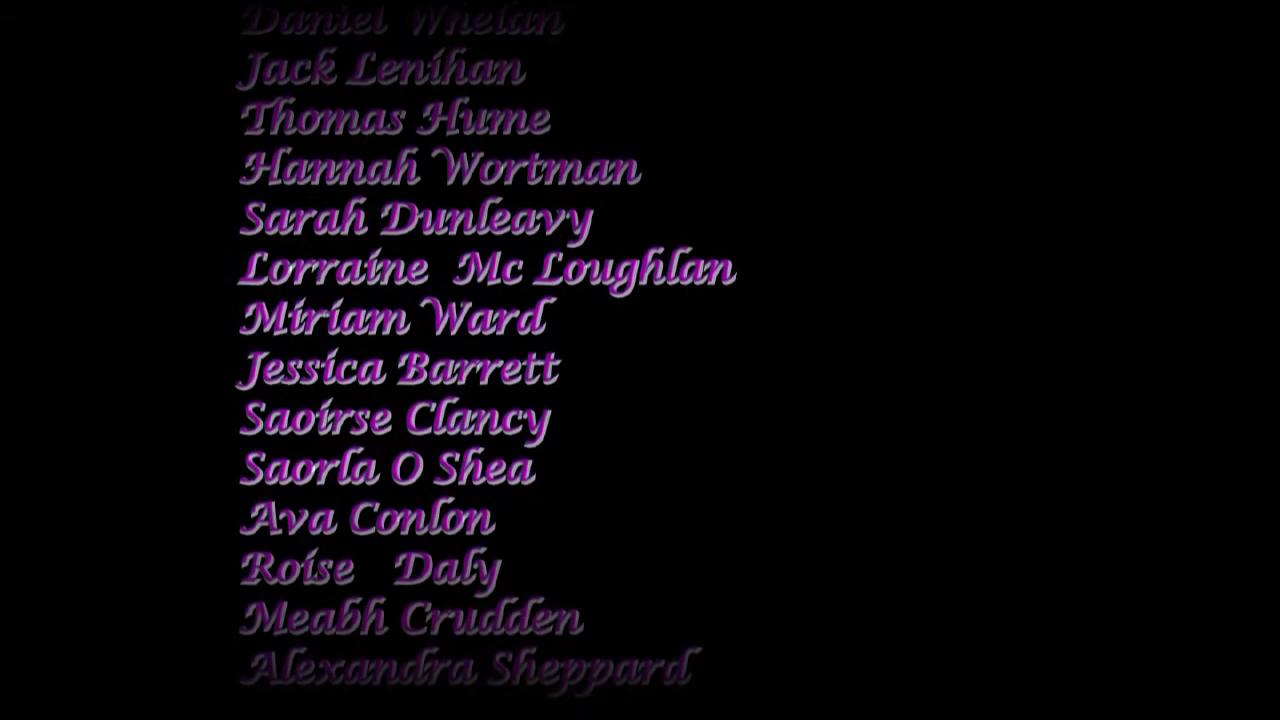 Daniel Whelan
Jack Lenihan
Thomas Hume
Hannah Wortman
Sarah Dunleavy
Lorraine Mc Loughlan
Miriam Ward
Jessica Barrett
Saoirse Clancy
Saorla O Shea
Ava Conlon
Roise Daly
Meabh Crudden
Alexandra Sheppard